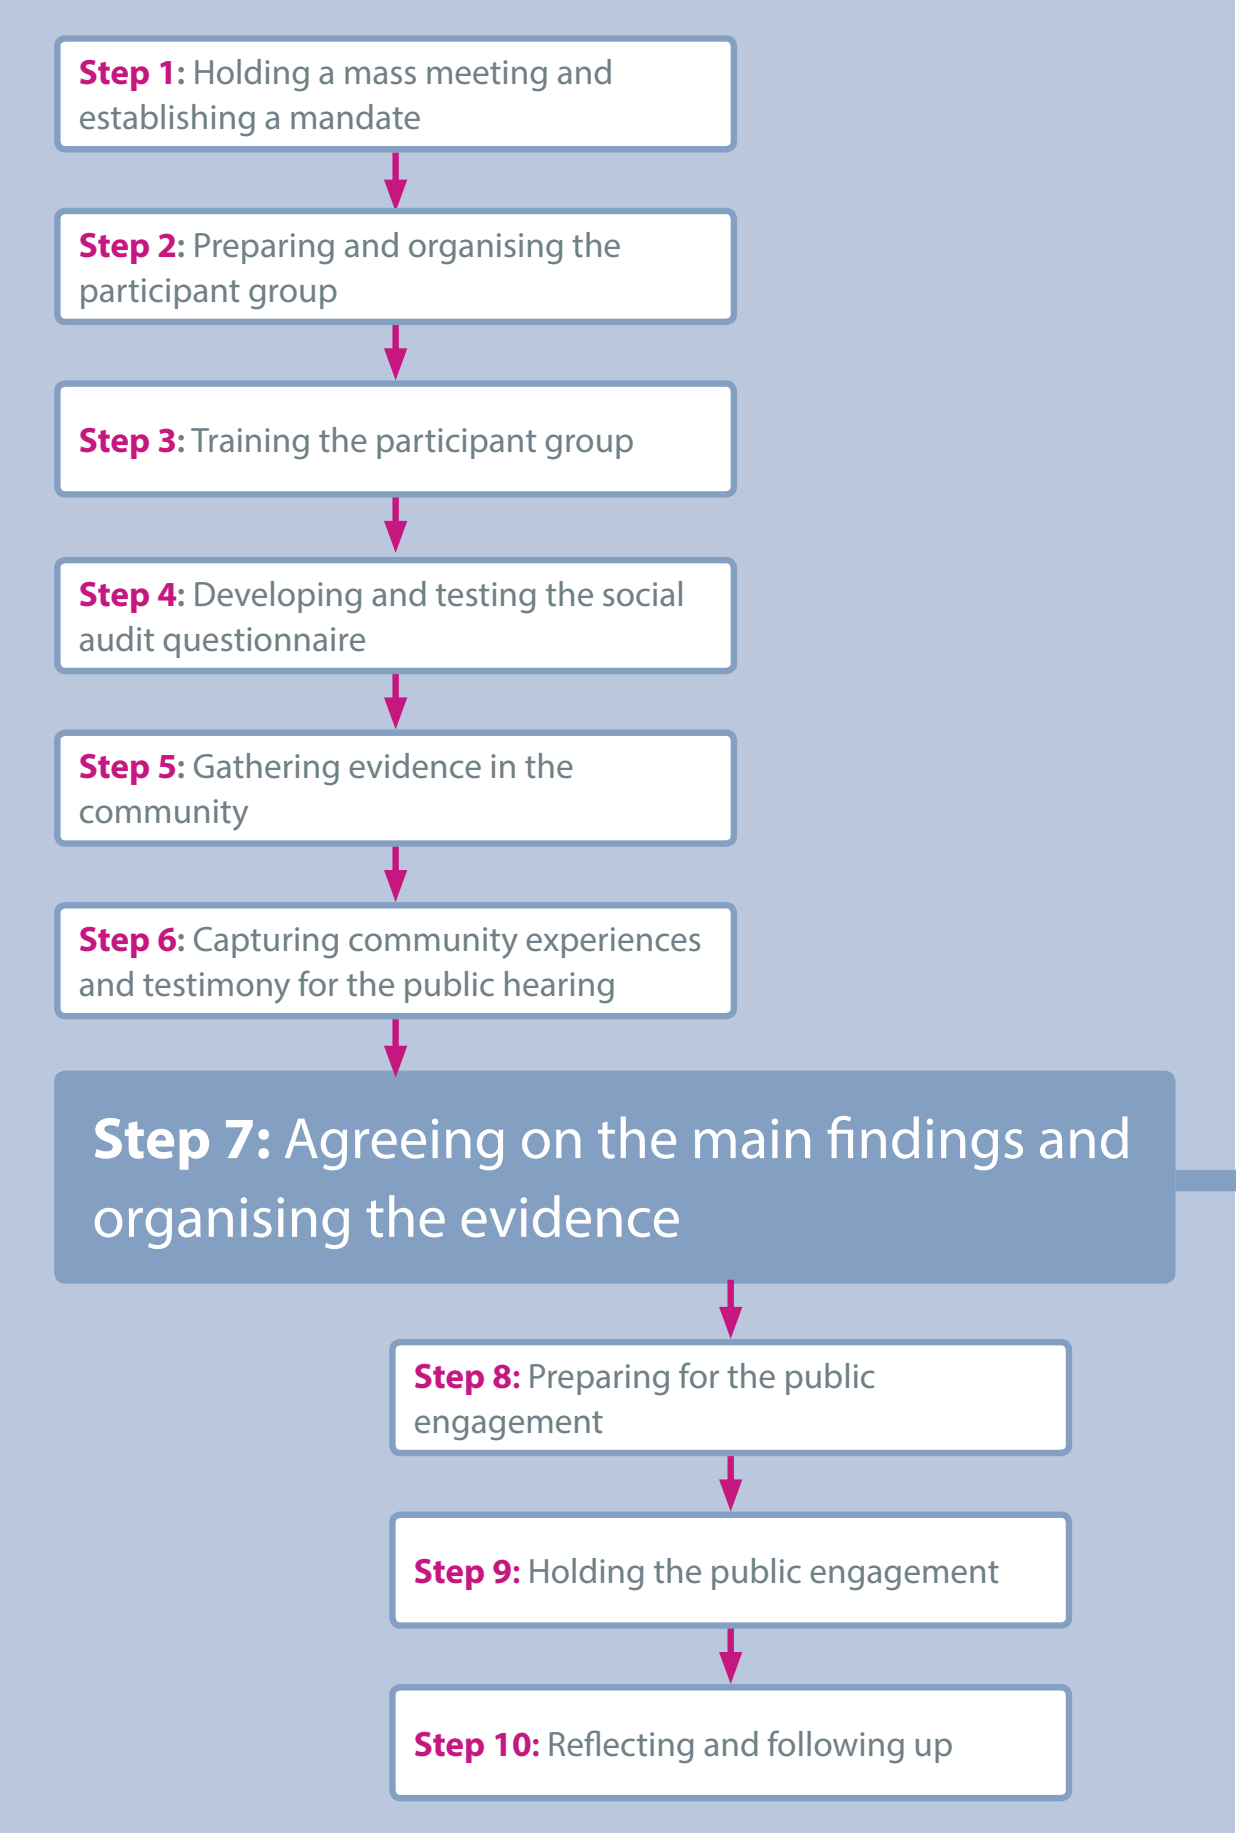 Step 1: Holding a mass meeting and
establishing a mandate
Step 2: Preparing and organising the
participant group
Step 3: Training the participant group
Step 4: Developing and testing the social
audit questionnaire
Step 5: Gathering evidence in the
community
Step 6: Capturing community experiences
and testimony for the public hearing
Step 7: Agreeing on the main findings and
organising the evidence
Step 8: Preparing for the public
engagement
Step 9: Holding the public engagement
Step 10: Reflecting and following up